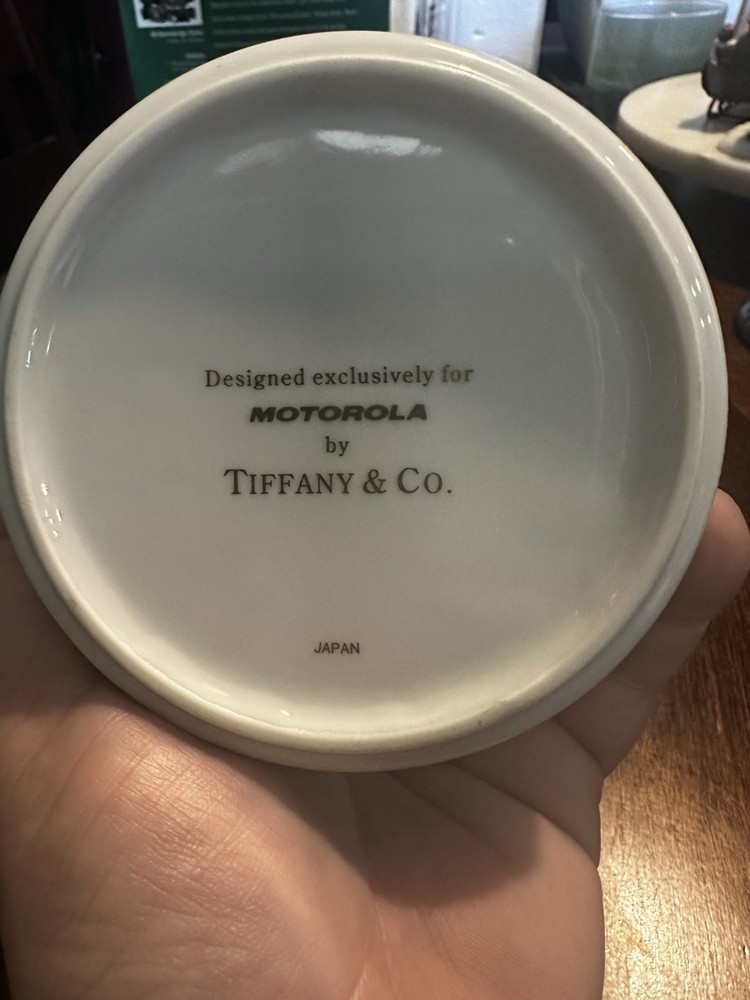 Designed exclusively for
MOTOROLA
by
TIFFANY & CO.
JAPAN